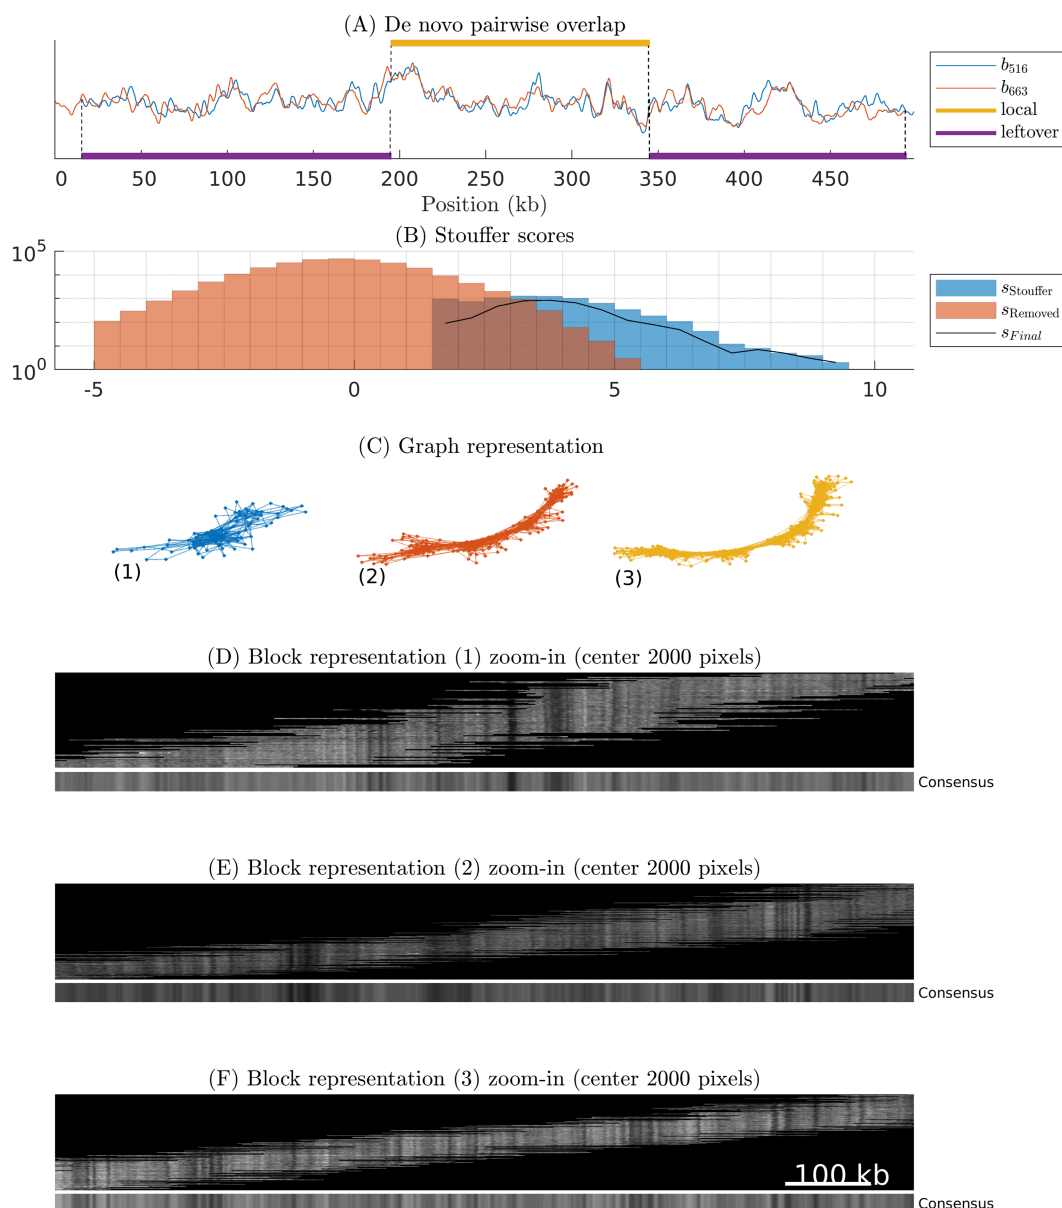 (A) De novo pairwise overlap
b516
b663
local
leftover
0 50 100 150 200 250 300 350 400 450
Position (kb)
(B) Stouffer scores
10^5
10^0
-5 0 5 10
sStouffer
sRemoved
sFinal
(C) Graph representation
(1)
(2)
(3)
(D) Block representation (1) zoom-in (center 2000 pixels)
Consensus
(E) Block representation (2) zoom-in (center 2000 pixels)
Consensus
(F) Block representation (3) zoom-in (center 2000 pixels)
100 kb
Consensus